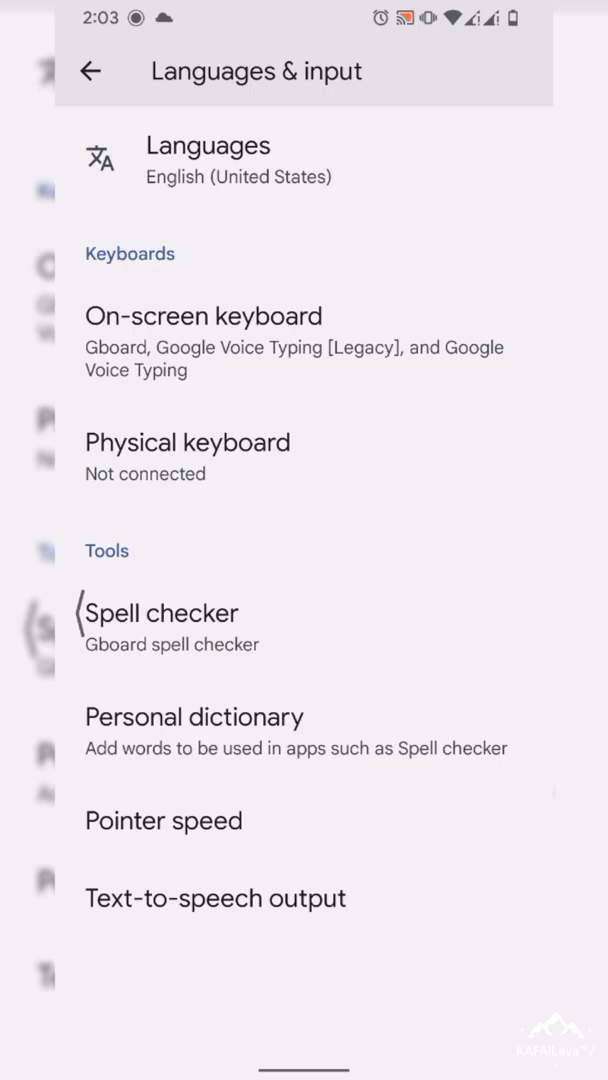 2:03
Languages & input
Languages
English (United States)
Keyboards
On-screen keyboard
Gboard, Google Voice Typing [Legacy], and Google
Voice Typing
Physical keyboard
Not connected
Tools
Spell checker
Gboard spell checker
Personal dictionary
Add words to be used in apps such as Spell checker
Pointer speed
Text-to-speech output